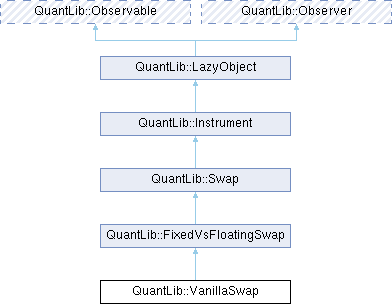 QuantLib::Observable
QuantLib::Observer
QuantLib::LazyObject
QuantLib::Instrument
QuantLib::Swap
QuantLib::FixedVsFloatingSwap
QuantLib::VanillaSwap